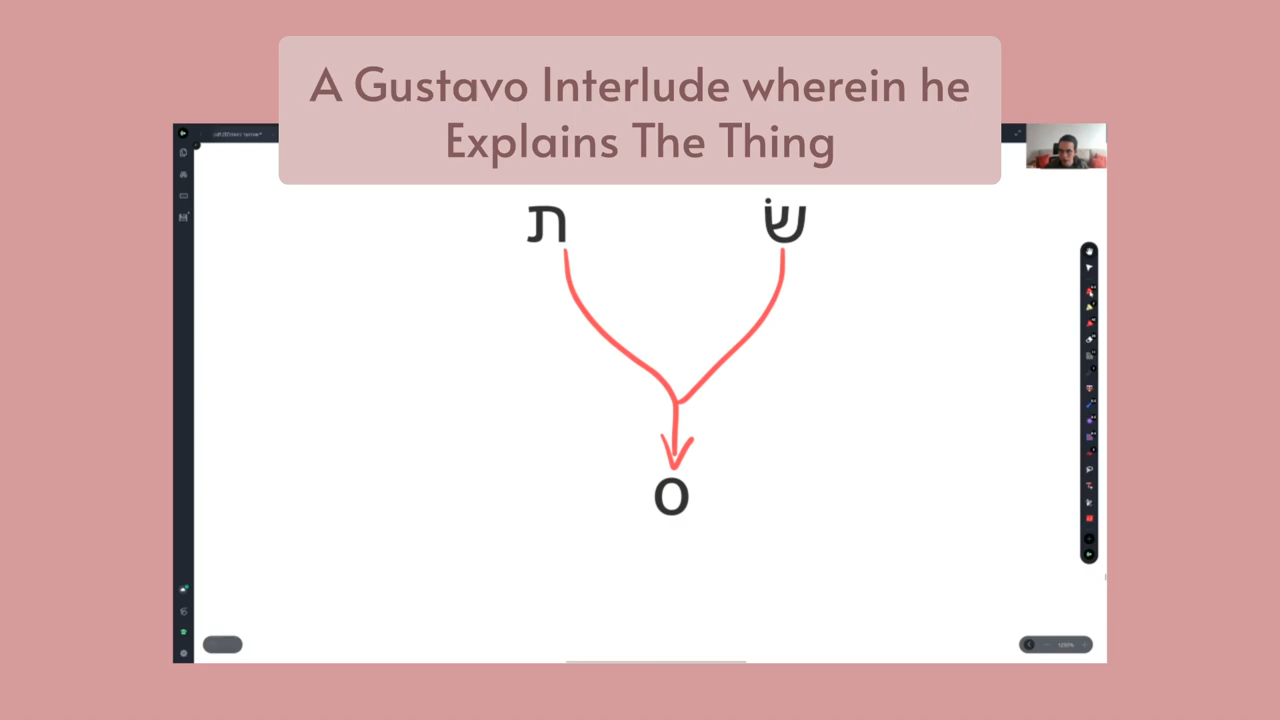 A Gustavo Interlude wherein he
Explains The Thing
ת שׂ
ס